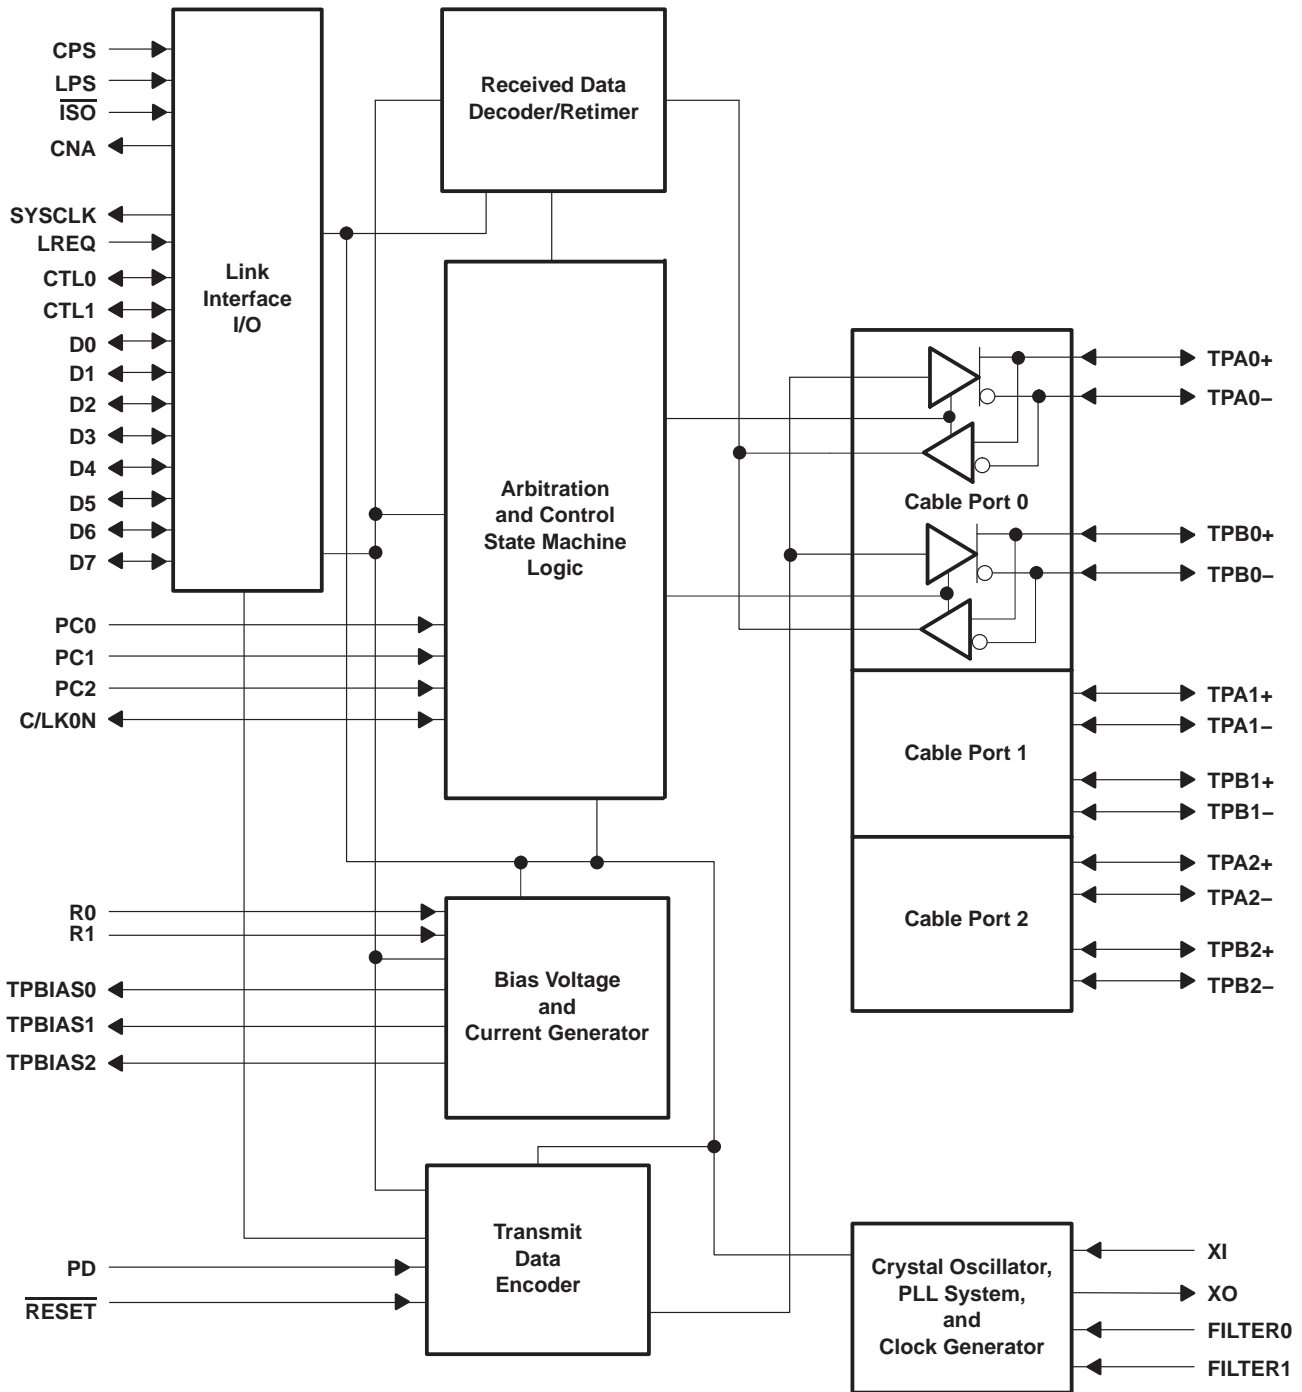 CPS
LPS
ISO
CNA
SYSCLK
LREQ
CTL0
CTL1
D0
D1
D2
D3
D4
D5
D6
D7
Link
Interface
I/O
Received Data
Decoder/Retimer
Arbitration
and Control
State Machine
Logic
PC0
PC1
PC2
C/LK0N
Cable Port 0
TPA0+
TPA0–
TPB0+
TPB0–
Cable Port 1
TPA1+
TPA1–
TPB1+
TPB1–
Cable Port 2
TPA2+
TPA2–
TPB2+
TPB2–
R0
R1
TPBIAS0
TPBIAS1
TPBIAS2
Bias Voltage
and
Current Generator
PD
RESET
Transmit
Data
Encoder
Crystal Oscillator,
PLL System,
and
Clock Generator
XI
XO
FILTER0
FILTER1